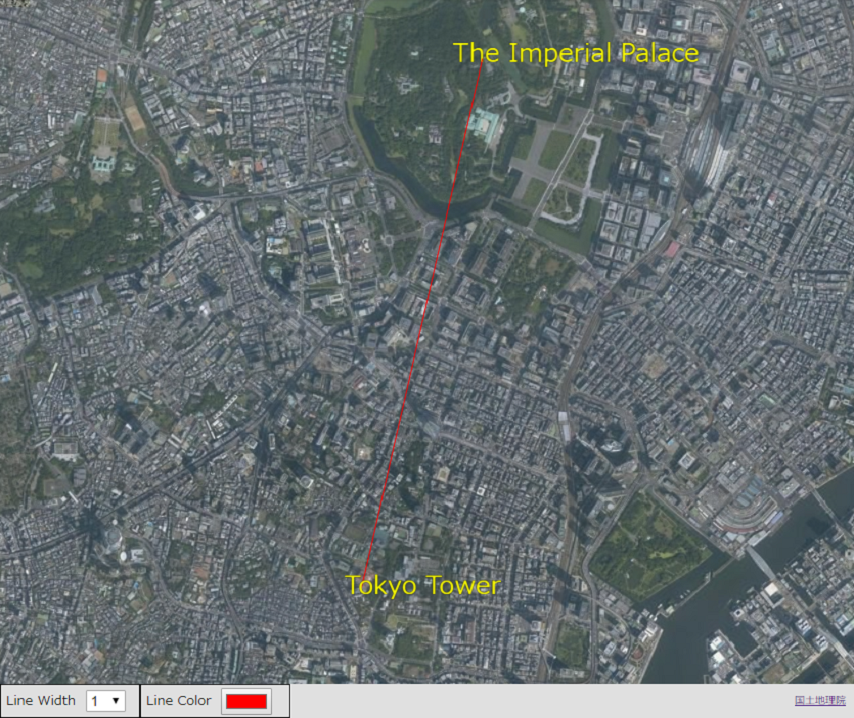 The Imperial Palace
Tokyo Tower
Line Width 1 Line Color 国土地理院